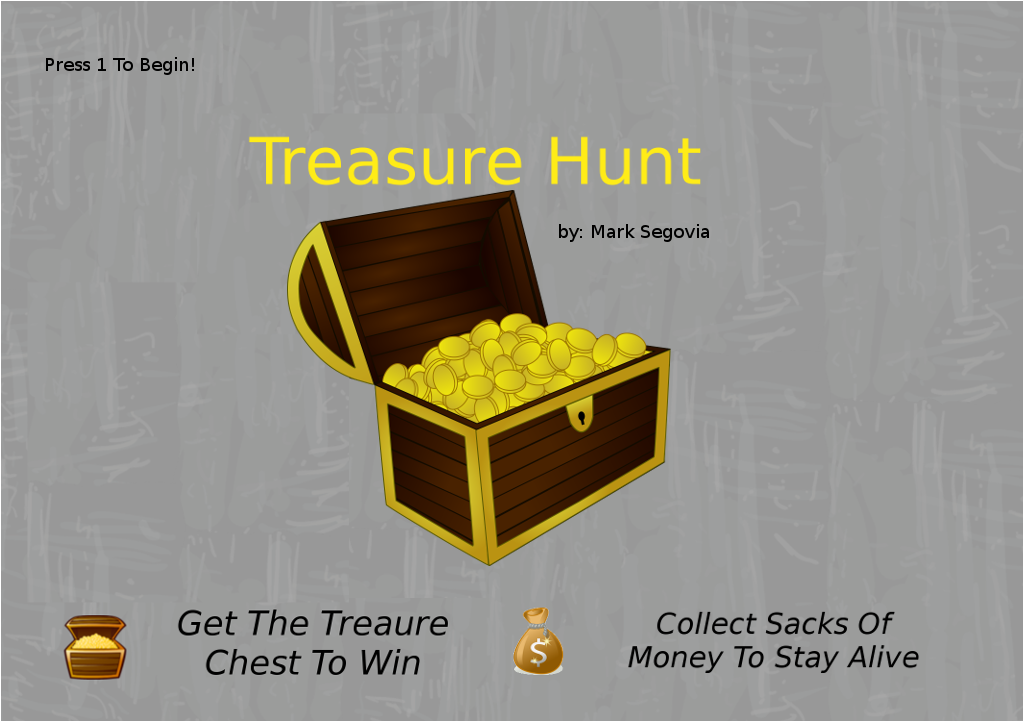 Press 1 To Begin!
Treasure Hunt
by: Mark Segovia
Get The Treaure
Chest To Win
$
Collect Sacks Of
Money To Stay Alive